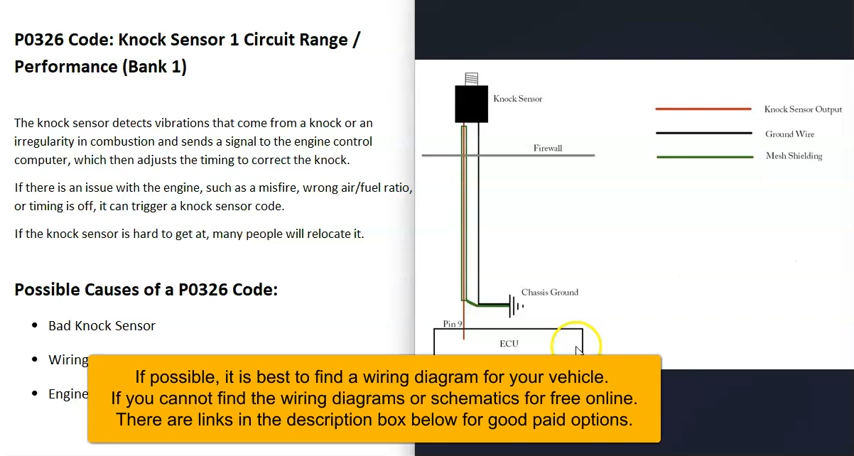 P0326 Code: Knock Sensor 1 Circuit Range /
Performance (Bank 1)
The knock sensor detects vibrations that come from a knock or an
irregularity in combustion and sends a signal to the engine control
computer, which then adjusts the timing to correct the knock.
If there is an issue with the engine, such as a misfire, wrong air/fuel ratio,
or timing is off, it can trigger a knock sensor code.
If the knock sensor is hard to get at, many people will relocate it.
Possible Causes of a P0326 Code:
• Bad Knock Sensor
• Wiring
• Engine
Knock Sensor
Knock Sensor Output
Ground Wire
Mesh Shielding
Firewall
Chassis Ground
Pin 9
ECU
If possible, it is best to find a wiring diagram for your vehicle.
If you cannot find the wiring diagrams or schematics for free online.
There are links in the description box below for good paid options.